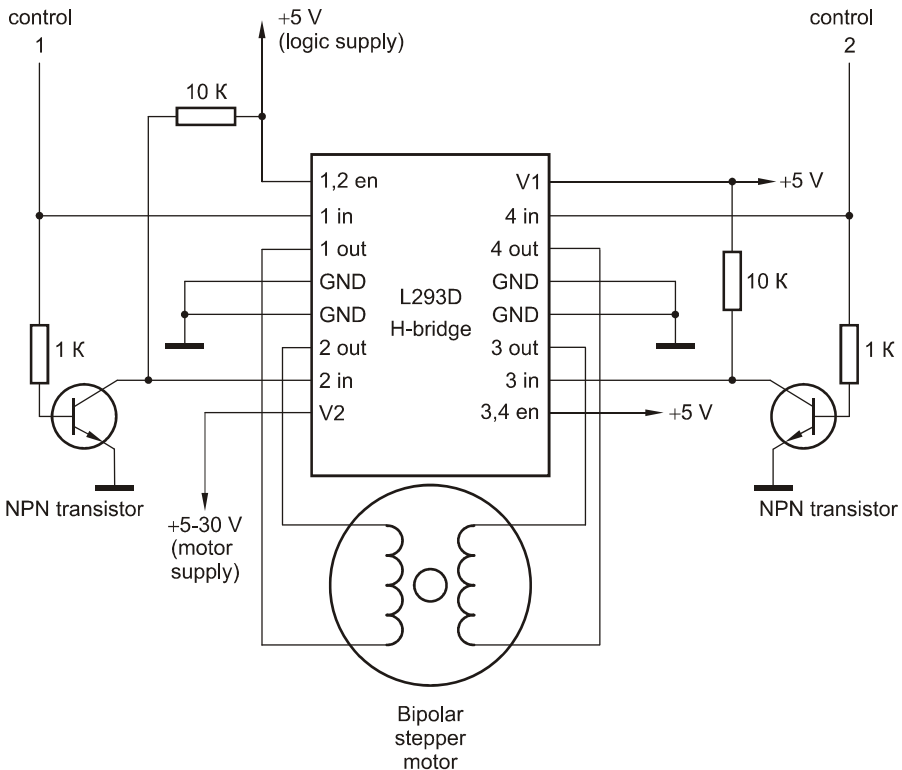 control
1
+5 V
(logic supply)
control
2
10 K
1,2 en
1 in
1 out
GND
GND
2 out
2 in
V2
L293D
H-bridge
V1
4 in
4 out
GND
GND
3 out
3 in
3,4 en
+5 V
10 K
1 K
1 K
+5 V
NPN transistor
NPN transistor
+5-30 V
(motor
supply)
Bipolar
stepper
motor